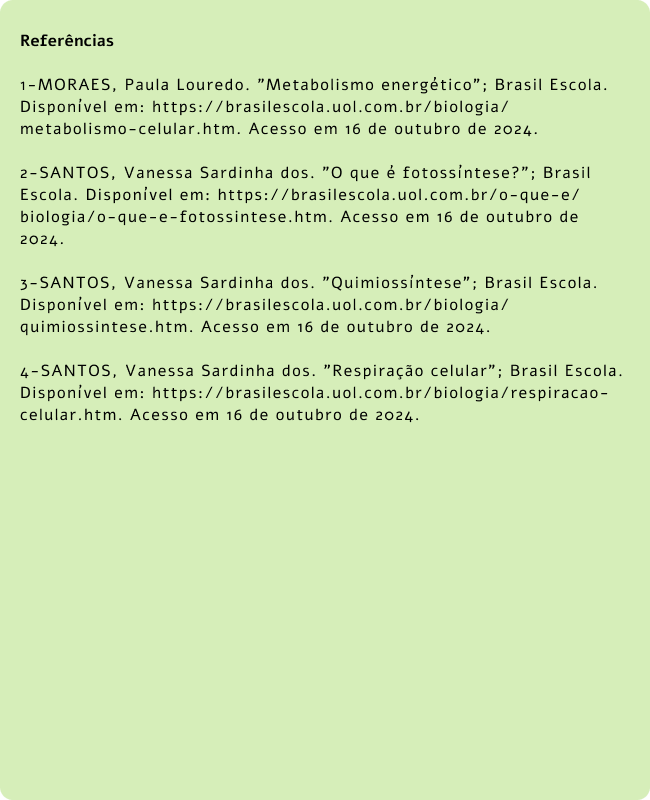 Referências
1-MORAES, Paula Louredo. "Metabolismo energético"; Brasil Escola.
Disponível em: https://brasilescola.uol.com.br/biologia/
metabolismo-celular.htm. Acesso em 16 de outubro de 2024.
2-SANTOS, Vanessa Sardinha dos. "O que é fotossíntese?"; Brasil
Escola. Disponível em: https://brasilescola.uol.com.br/o-que-e/
biologia/o-que-e-fotossintese.htm. Acesso em 16 de outubro de
2024.
3-SANTOS, Vanessa Sardinha dos. "Quimiossíntese"; Brasil Escola.
Disponível em: https://brasilescola.uol.com.br/biologia/
quimiossintese.htm. Acesso em 16 de outubro de 2024.
4-SANTOS, Vanessa Sardinha dos. "Respiração celular"; Brasil Escola.
Disponível em: https://brasilescola.uol.com.br/biologia/respiracao-
celular.htm. Acesso em 16 de outubro de 2024.